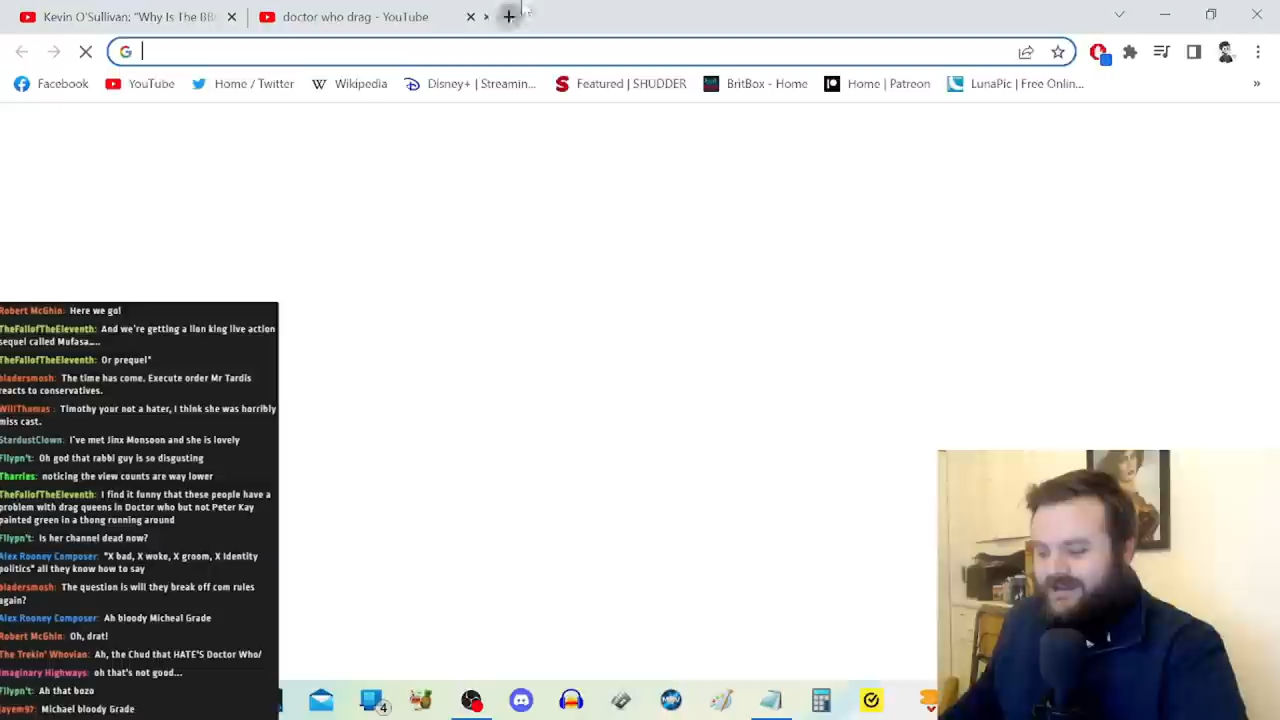 Kevin O'Sullivan: "Why Is The BB
doctor who drag - YouTube
Facebook
YouTube
Home / Twitter
Wikipedia
Disney+ | Streamin...
Featured | SHUDDER
BritBox - Home
Home | Patreon
LunaPic | Free Onlin...
»
Robert McGhin: Here we go!
TheFallofTheEleventh: And we're getting a lion king live action
sequel called Mufasa....
TheFallofTheEleventh: Or prequel*
bladersmosh: The time has come. Execute order Mr Tardis
reacts to conservatives.
WillThomas : Timothy your not a hater, I think she was horribly
miss cast.
StardustClown: I've met Jinx Monsoon and she is lovely
Fllypn't: Oh god that rabbi guy is so disgusting
Tharries: noticing the view counts are way lower
TheFallofTheEleventh: I find it funny that these people have a
problem with drag queens in Doctor who but not Peter Kay
painted green in a thong running around
Fllypn't: Is her channel dead now?
Alex Rooney Composer: "X bad, X woke, X groom, X Identity
politics" all they know how to say
bladersmosh: The question is will they break off com rules
again?
Alex Rooney Composer: Ah bloody Micheal Grade
Robert McGhin: Oh, drat!
The Trekin' Whovian: Ah, the Chud that HATE'S Doctor Who/
Imaginary Highways: oh that's not good...
Fllypn't: Ah that bozo
jayem97: Michael bloody Grade
4